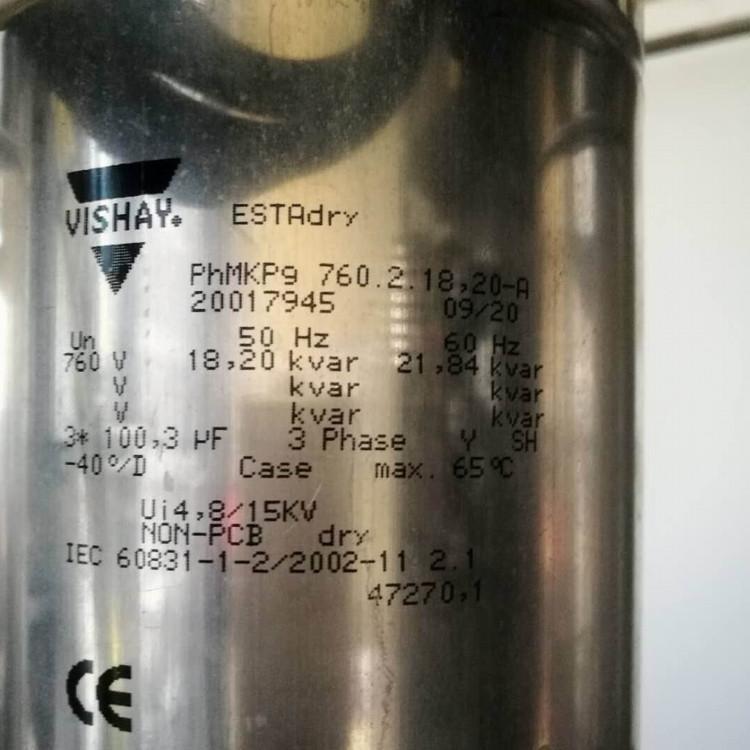 VISHAY. ESTAdry
PhMKPg 760.2.18,20-A
20017945 09/20
Un 50 Hz 60 Hz
760 V 18,20 kvar 21,84 kvar
V kvar kvar
V kvar kvar
3* 100,3 µF 3 Phase Y SH
-40°/D Case max. 65°C
Ui4,8/15KV
NON-PCB dry
IEC 60831-1-2/2002-11 2.1
47270,1
CE